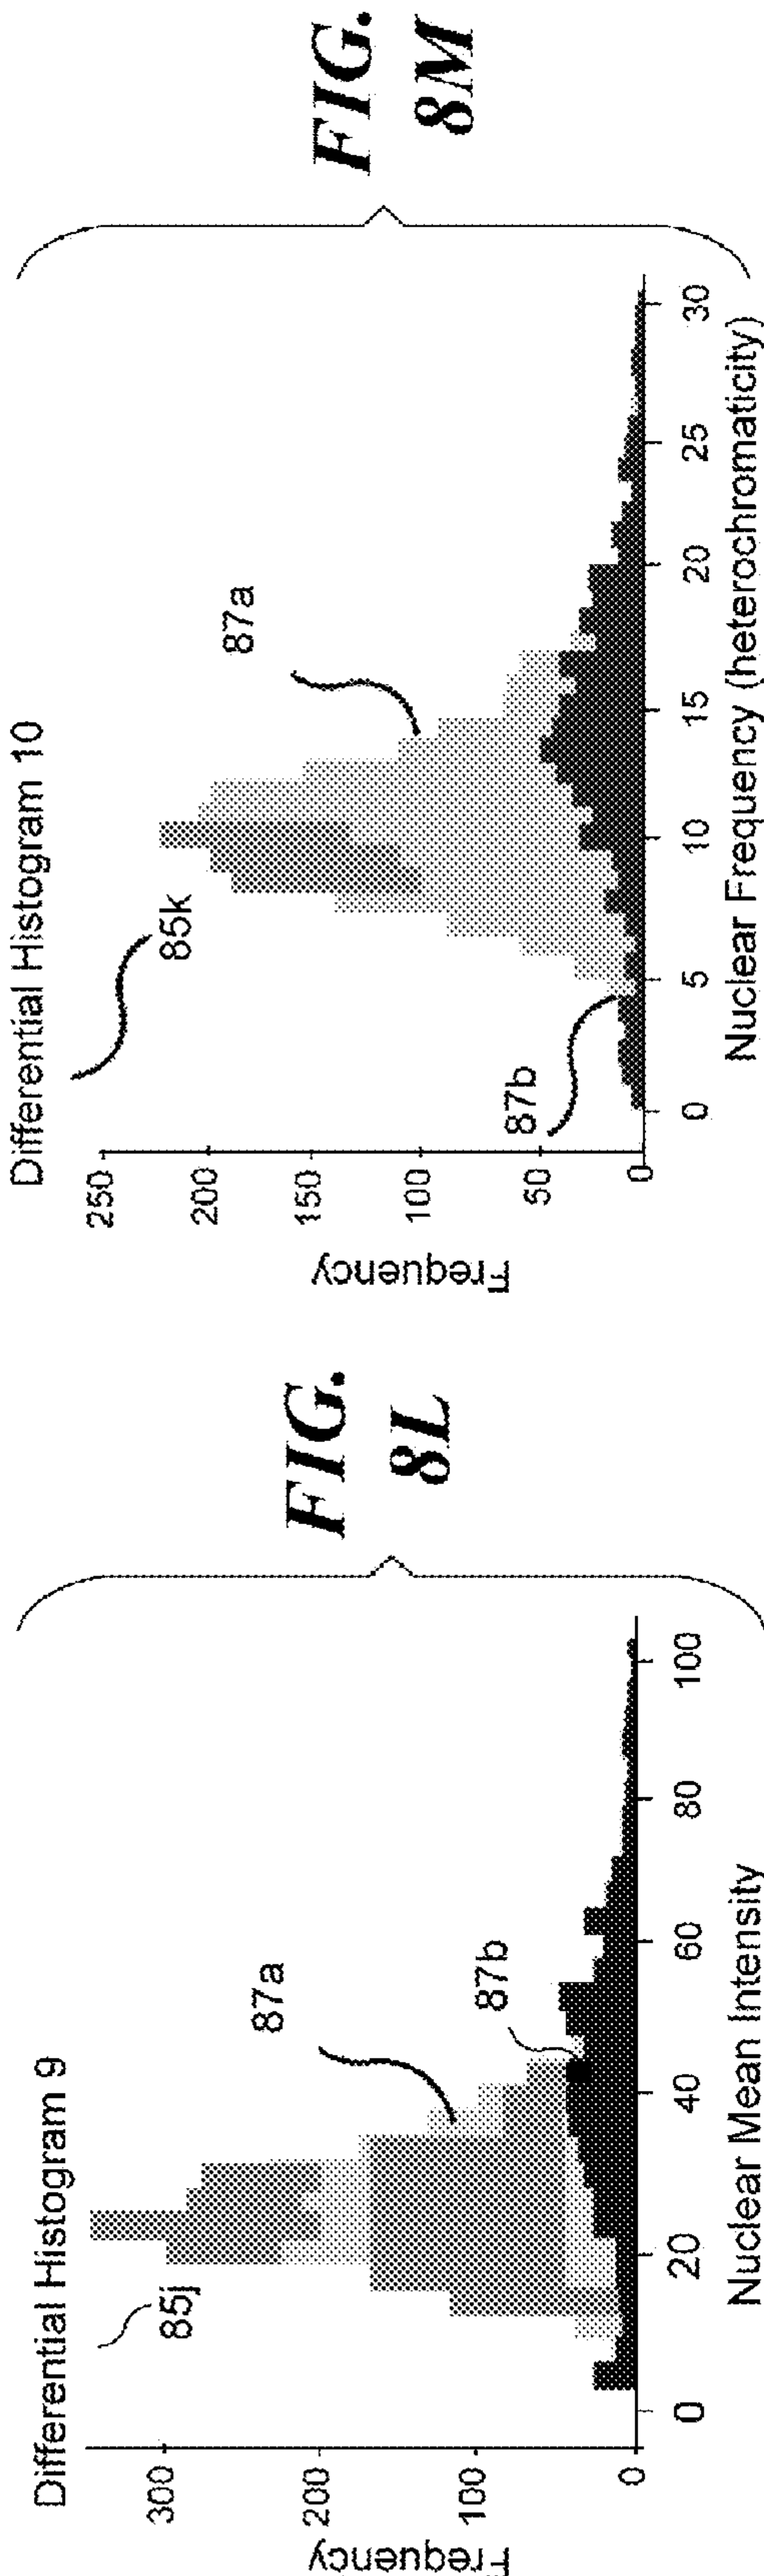 Differential Histogram 9
85j
300
200
100
0
Frequency
87a
87b
0
20
40
60
80
100
Nuclear Mean Intensity
FIG.
8L
Differential Histogram 10
85k
250
200
150
100
50
0
Frequency
87a
87b
0
5
10
15
20
25
30
Nuclear Frequency (heterochromaticity)
FIG.
8M